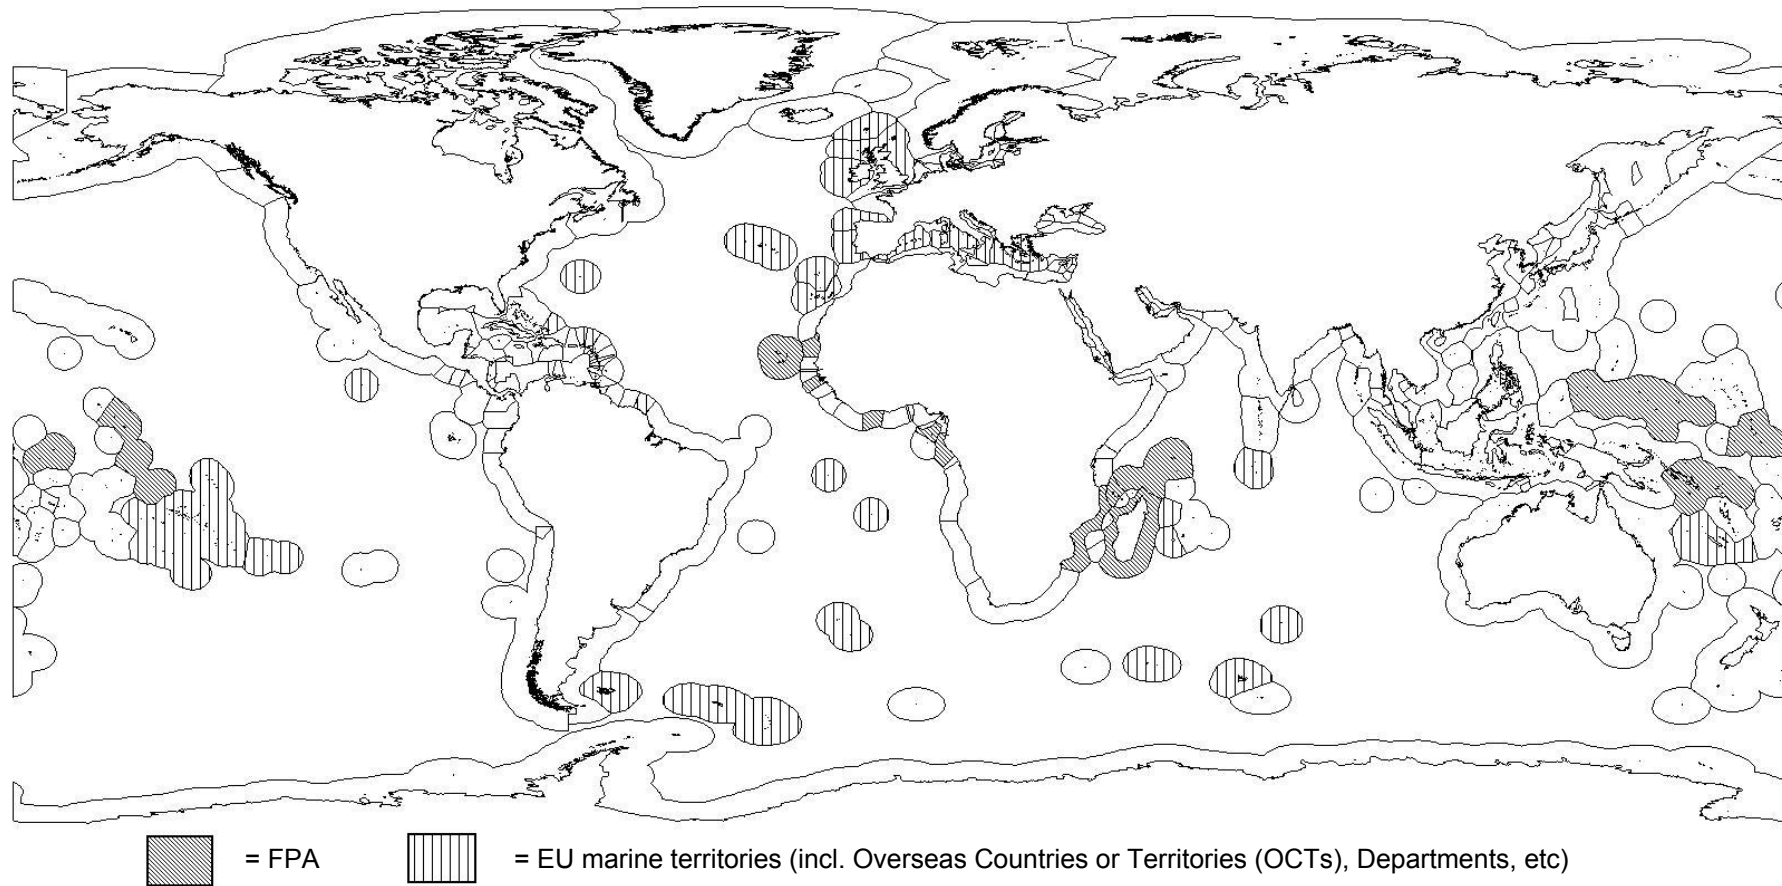 = FPA = EU marine territories (incl. Overseas Countries or Territories (OCTs), Departments, etc)